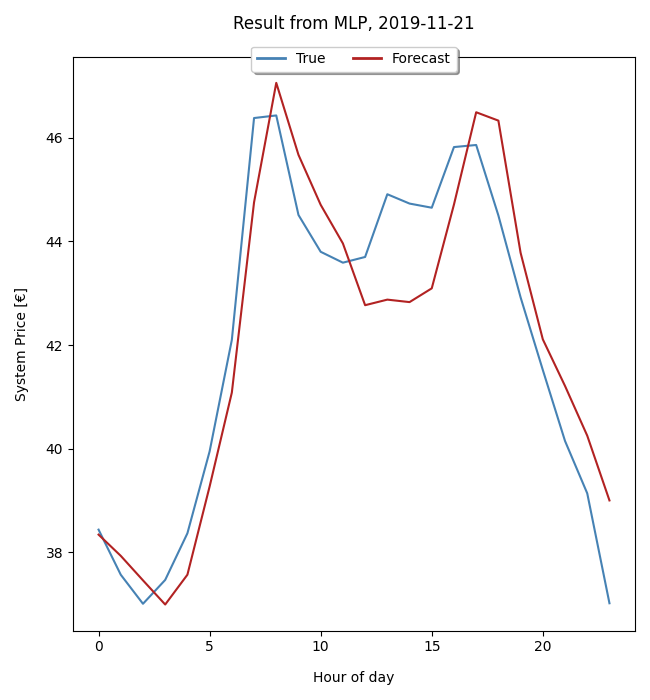 Result from MLP, 2019-11-21
True Forecast
46
44
42
40
38
System Price [€]
0 5 10 15 20
Hour of day